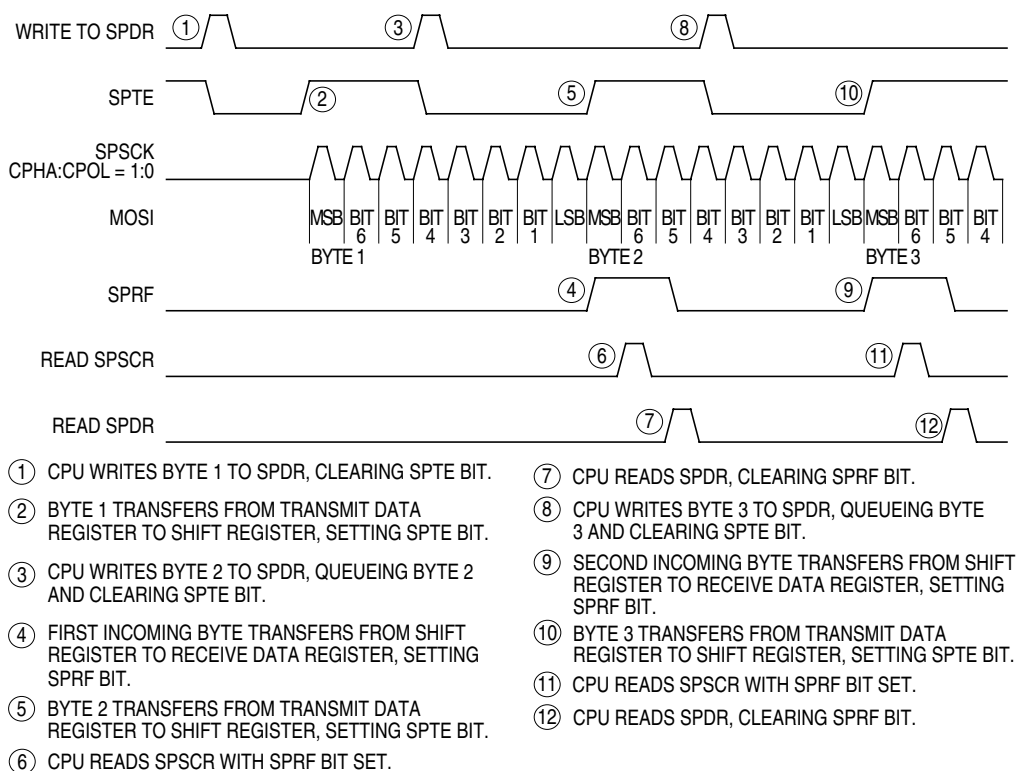 WRITE TO SPDR
1
3
8
SPTE
2
5
10
SPSCK
CPHA:CPOL = 1:0
MOSI
MSB BIT 6 BIT 5 BIT 4 BIT 3 BIT 2 BIT 1 LSB MSB BIT 6 BIT 5 BIT 4 BIT 3 BIT 2 BIT 1 LSB MSB BIT 6 BIT 5 BIT 4
BYTE 1
BYTE 2
BYTE 3
SPRF
4
9
READ SPSCR
6
11
READ SPDR
7
12
1 CPU WRITES BYTE 1 TO SPDR, CLEARING SPTE BIT.
2 BYTE 1 TRANSFERS FROM TRANSMIT DATA
REGISTER TO SHIFT REGISTER, SETTING SPTE BIT.
3 CPU WRITES BYTE 2 TO SPDR, QUEUEING BYTE 2
AND CLEARING SPTE BIT.
4 FIRST INCOMING BYTE TRANSFERS FROM SHIFT
REGISTER TO RECEIVE DATA REGISTER, SETTING
SPRF BIT.
5 BYTE 2 TRANSFERS FROM TRANSMIT DATA
REGISTER TO SHIFT REGISTER, SETTING SPTE BIT.
6 CPU READS SPSCR WITH SPRF BIT SET.
7 CPU READS SPDR, CLEARING SPRF BIT.
8 CPU WRITES BYTE 3 TO SPDR, QUEUEING BYTE
3 AND CLEARING SPTE BIT.
9 SECOND INCOMING BYTE TRANSFERS FROM SHIFT
REGISTER TO RECEIVE DATA REGISTER, SETTING
SPRF BIT.
10 BYTE 3 TRANSFERS FROM TRANSMIT DATA
REGISTER TO SHIFT REGISTER, SETTING SPTE BIT.
11 CPU READS SPSCR WITH SPRF BIT SET.
12 CPU READS SPDR, CLEARING SPRF BIT.